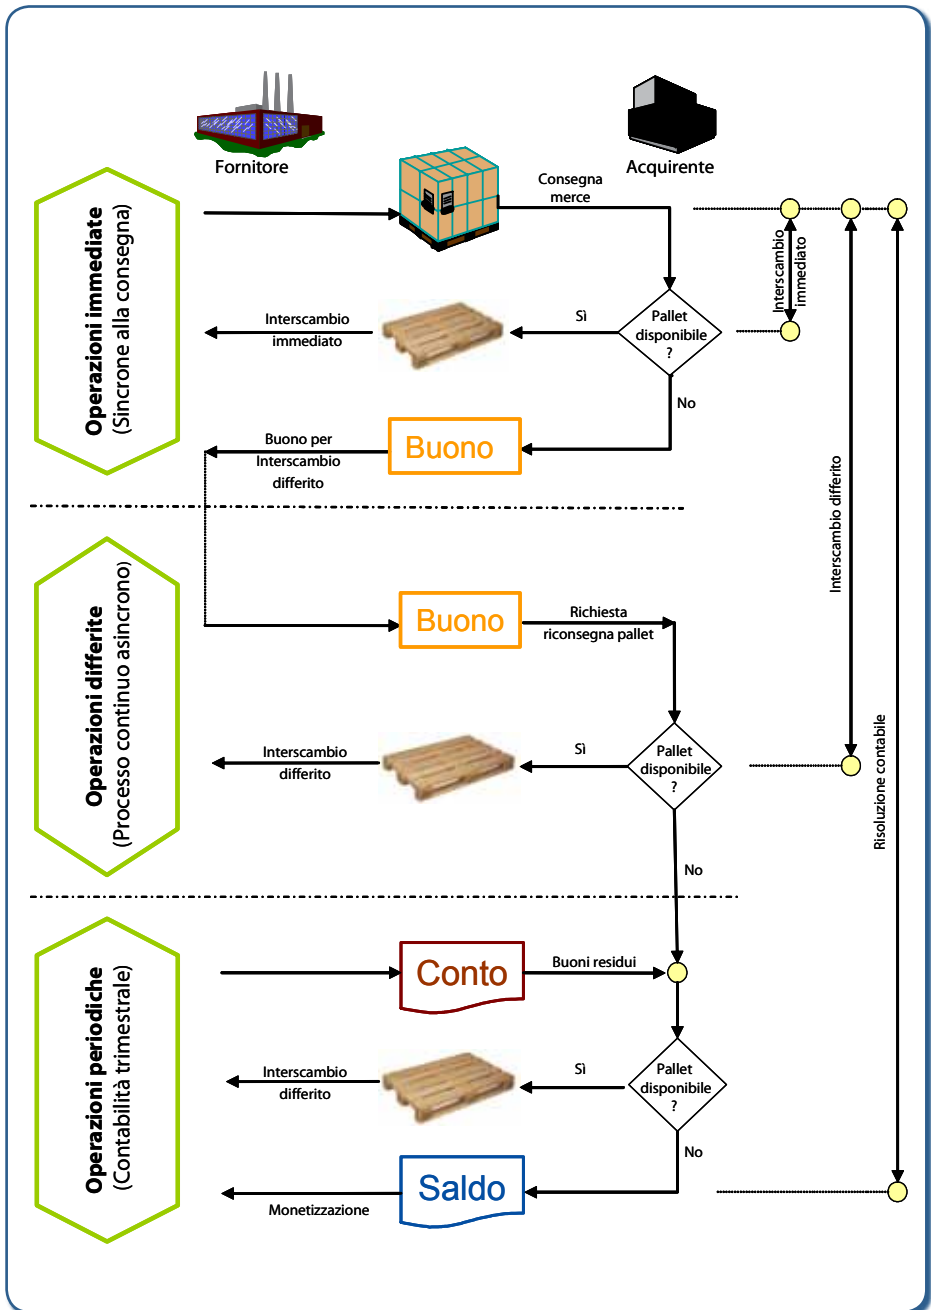 Fornitore
Acquirente
Consegna
merce
Operazioni immediate
(Sincrone alla consegna)
Interscambio
immediato
Sì
Pallet
disponibile
?
Interscambio
immediato
No
Buono per
Interscambio
differito
Buono
Interscambio differito
Operazioni differite
(Processo continuo asincrono)
Buono
Richiesta
riconsegna pallet
Interscambio
differito
Sì
Pallet
disponibile
?
Risoluzione contabile
No
Operazioni periodiche
(Contabilità trimestrale)
Conto
Buoni residui
Interscambio
differito
Sì
Pallet
disponibile
?
No
Saldo
Monetizzazione